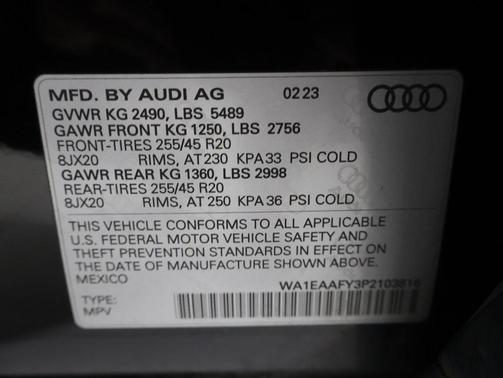 MFD. BY AUDI AG 02 23
GVWR KG 2490, LBS 5489
GAWR FRONT KG 1250, LBS 2756
FRONT-TIRES 255/45 R20
8JX20 RIMS, AT 230 KPA 33 PSI COLD
GAWR REAR KG 1360, LBS 2998
REAR-TIRES 255/45 R20
8JX20 RIMS, AT 250 KPA 36 PSI COLD
THIS VEHICLE CONFORMS TO ALL APPLICABLE
U.S. FEDERAL MOTOR VEHICLE SAFETY AND
THEFT PREVENTION STANDARDS IN EFFECT ON
THE DATE OF MANUFACTURE SHOWN ABOVE.
MEXICO WA1EAAFY3P2103816
TYPE:
MPV